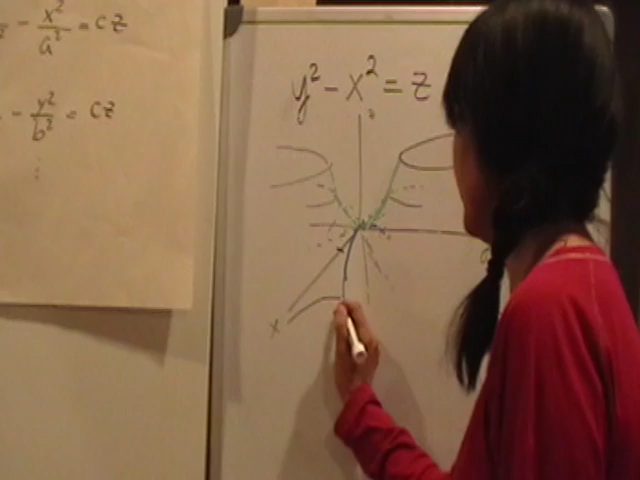 - x²/a² = cz
- y²/b² = cz
y² - x² = z
z
x